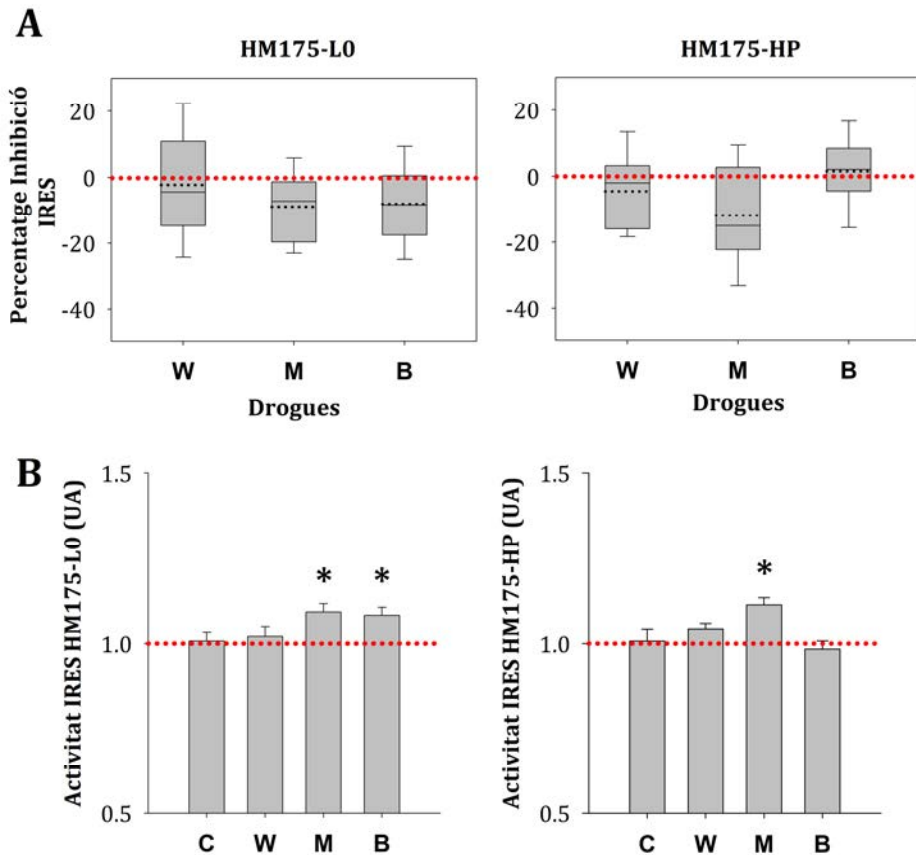 A
HM175-L0
HM175-HP
Percentatge Inhibició
IRES
20
0
-20
-40
W M B
Drogues
20
0
-20
-40
W M B
Drogues
B
Activitat IRES HM175-L0 (UA)
1.5
1.0
0.5
* *
C W M B
Activitat IRES HM175-HP (UA)
1.5
1.0
0.5
*
C W M B